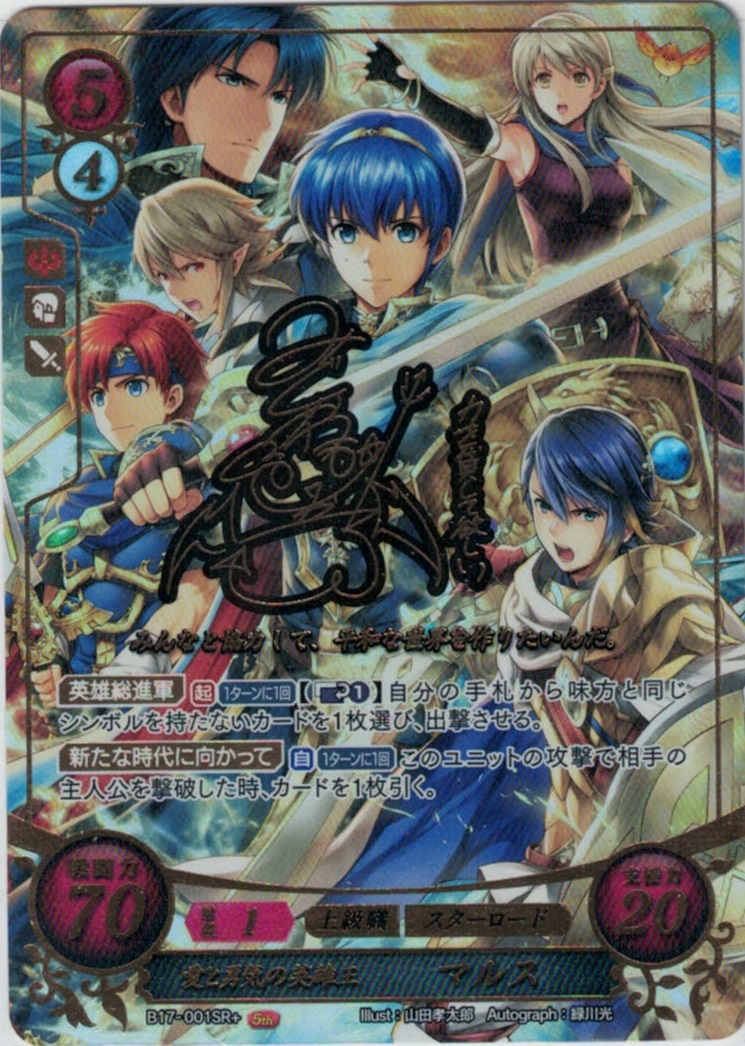 5
4
みんなと協力して、平和な世界を作りたいんだ。
英雄総進軍 起 1ターンに1回 【1】自分の手札から味方と同じ
シンボルを持たないカードを1枚選び、出撃させる。
新たな時代に向かって 自 1ターンに1回 このユニットの攻撃で相手の
主人公を撃破した時、カードを1枚引く。
戦闘力 70
射程 1 上級職 スターロード
支援力 20
愛と勇気の英雄王 マルス
B17-001SR+ 5th Illust：山田孝太郎 Autograph：緑川光